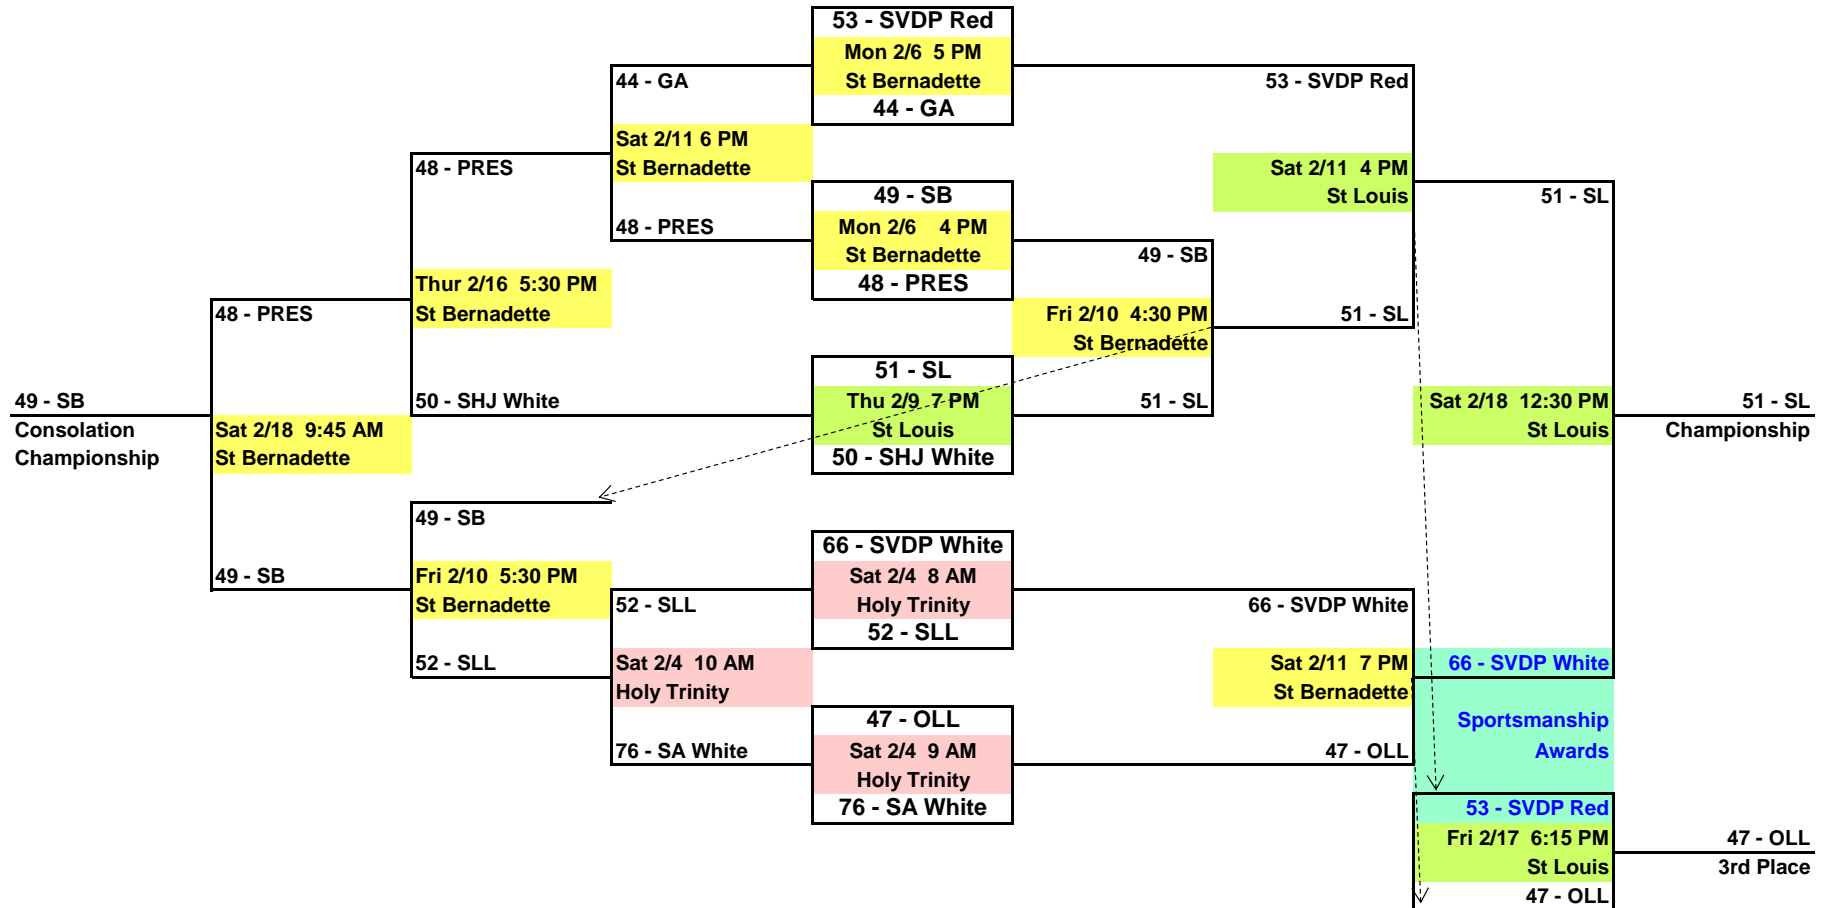 53 - SVDP Red
Mon 2/6  5 PM
St Bernadette
44 - GA
44 - GA
53 - SVDP Red
Sat 2/11 6 PM
St Bernadette
48 - PRES
Sat 2/11  4 PM
St Louis
49 - SB
Mon 2/6    4 PM
St Bernadette
48 - PRES
48 - PRES
49 - SB
51 - SL
Thur 2/16  5:30 PM
St Bernadette
48 - PRES
Fri 2/10  4:30 PM
St Bernadette
51 - SL
51 - SL
Thu 2/9  7 PM
St Louis
50 - SHJ White
50 - SHJ White
51 - SL
49 - SB
Consolation
Championship
Sat 2/18  9:45 AM
St Bernadette
Sat 2/18  12:30 PM
St Louis
51 - SL
Championship
49 - SB
66 - SVDP White
Sat 2/4  8 AM
Holy Trinity
52 - SLL
49 - SB
Fri 2/10  5:30 PM
St Bernadette
52 - SLL
66 - SVDP White
52 - SLL
Sat 2/4  10 AM
Holy Trinity
Sat 2/11  7 PM
St Bernadette
66 - SVDP White
47 - OLL
Sat 2/4  9 AM
Holy Trinity
76 - SA White
76 - SA White
47 - OLL
Sportsmanship
Awards
53 - SVDP Red
Fri 2/17  6:15 PM
St Louis
47 - OLL
47 - OLL
3rd Place